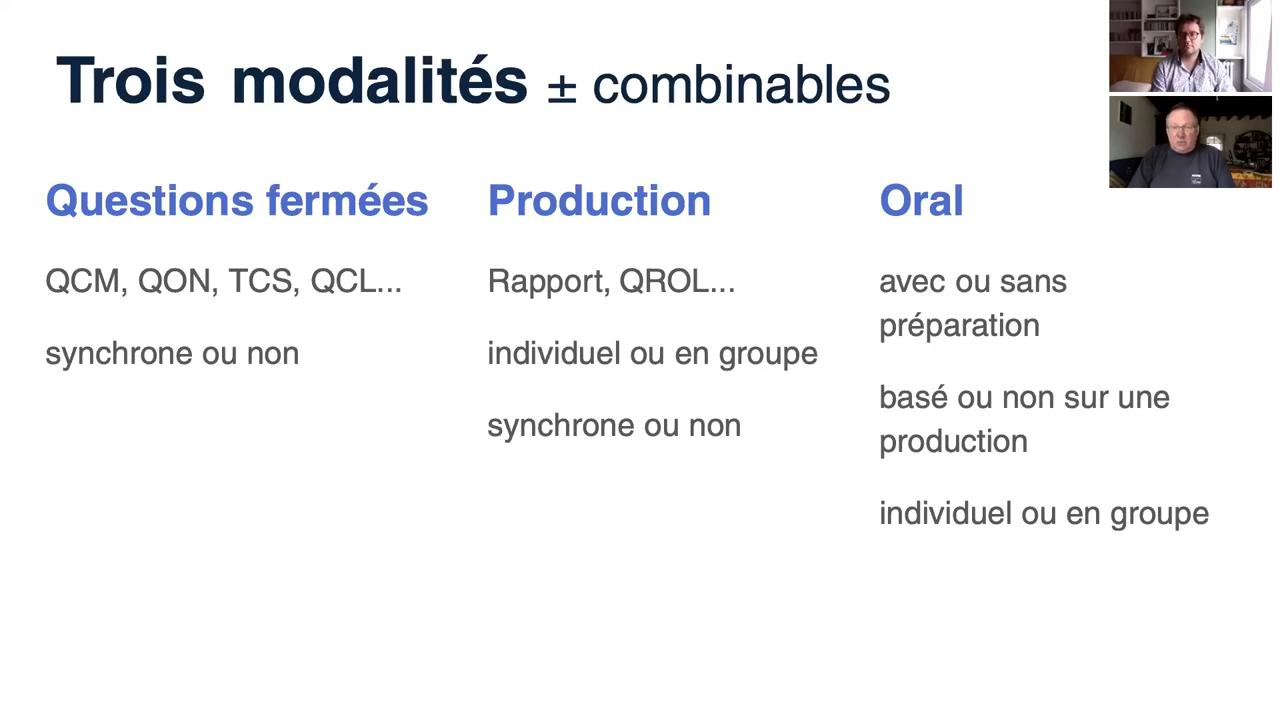 Trois modalités ± combinables
Questions fermées
QCM, QON, TCS, QCL...
synchrone ou non
Production
Rapport, QROL...
individuel ou en groupe
synchrone ou non
Oral
avec ou sans
préparation
basé ou non sur une
production
individuel ou en groupe